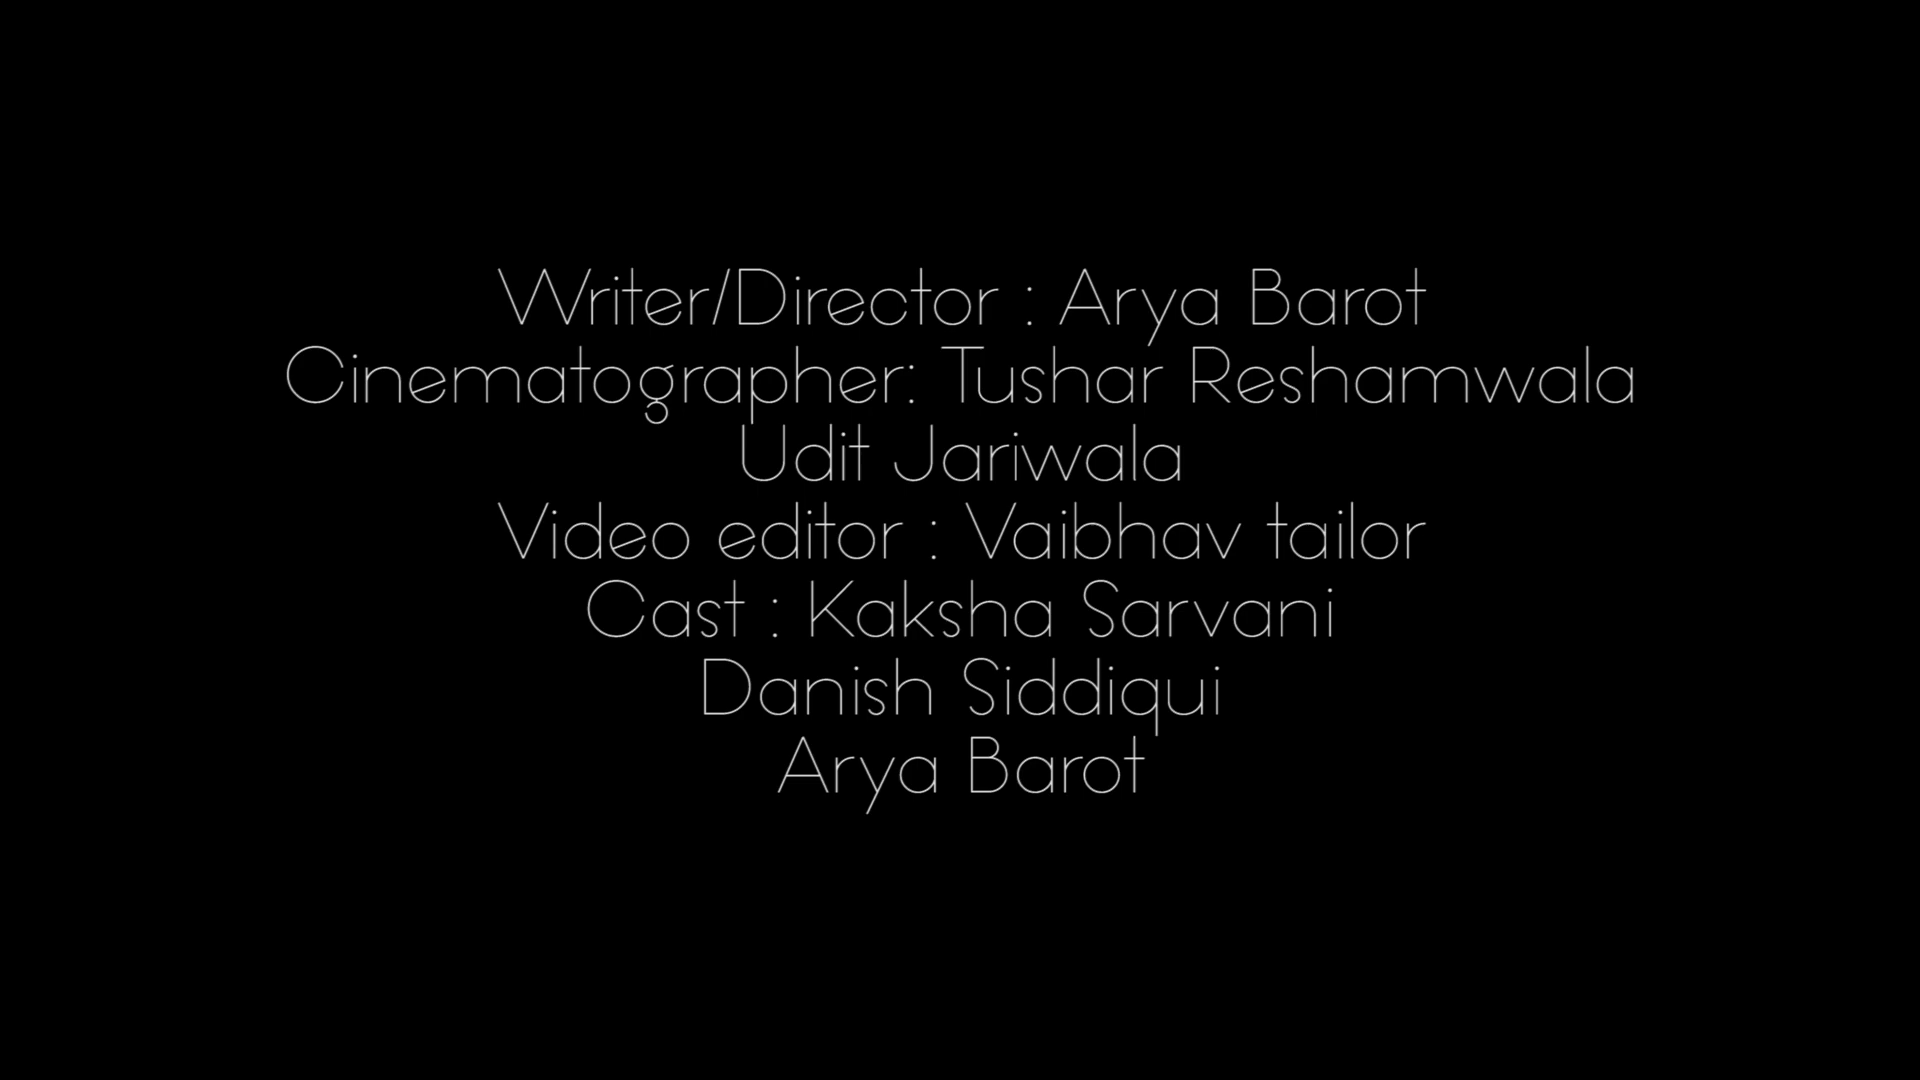 Writer/Director : Arya Barot
Cinematographer: Tushar Reshamwala
Udit Jariwala
Video editor : Vaibhav tailor
Cast : Kaksha Sarvani
Danish Siddiqui
Arya Barot